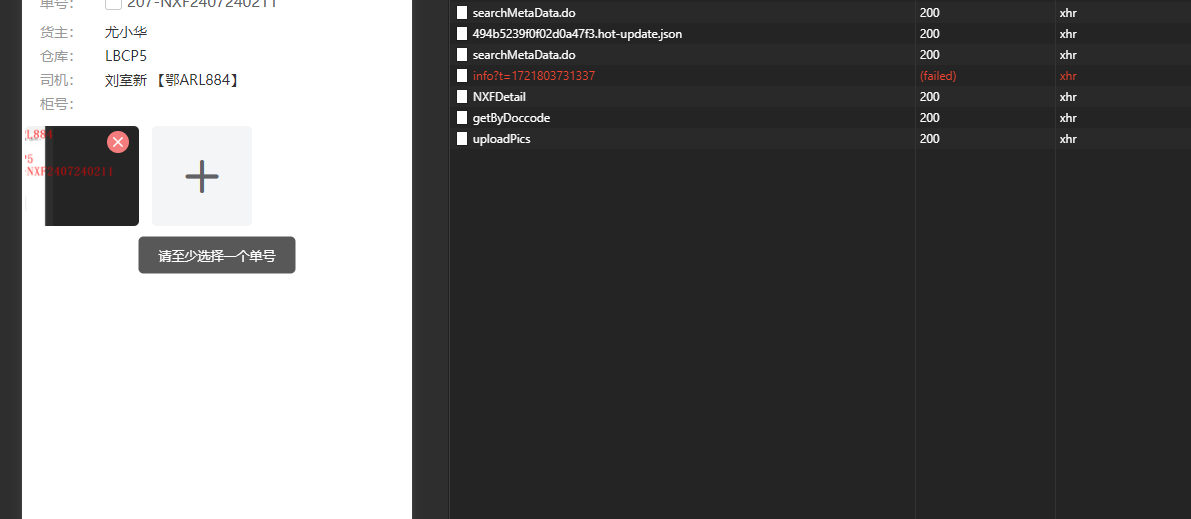 单号: 207-NXF2407240211
货主: 尤小华
仓库: LBCP5
司机: 刘室新 【鄂ARL884】
柜号:
RL884
P5
-NXF2407240211
请至少选择一个单号
searchMetaData.do 200 xhr
494b5239f0f02d0a47f3.hot-update.json 200 xhr
searchMetaData.do 200 xhr
info?t=1721803731337 (failed) xhr
NXFDetail 200 xhr
getByDoccode 200 xhr
uploadPics 200 xhr